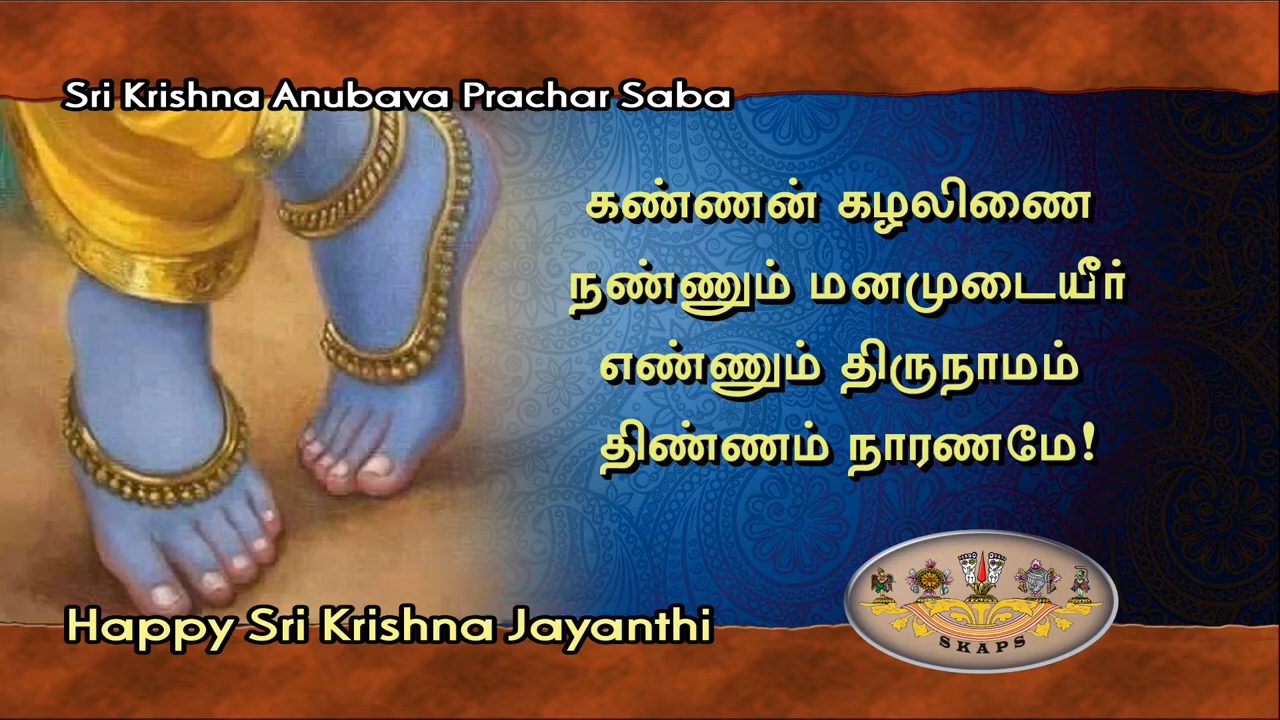 Sri Krishna Anubava Prachar Saba
கண்ணன் கழலிணை
நண்ணும் மனமுடையீர்
எண்ணும் திருநாமம்
திண்ணம் நாரணமே!
SKAPS
Happy Sri Krishna Jayanthi